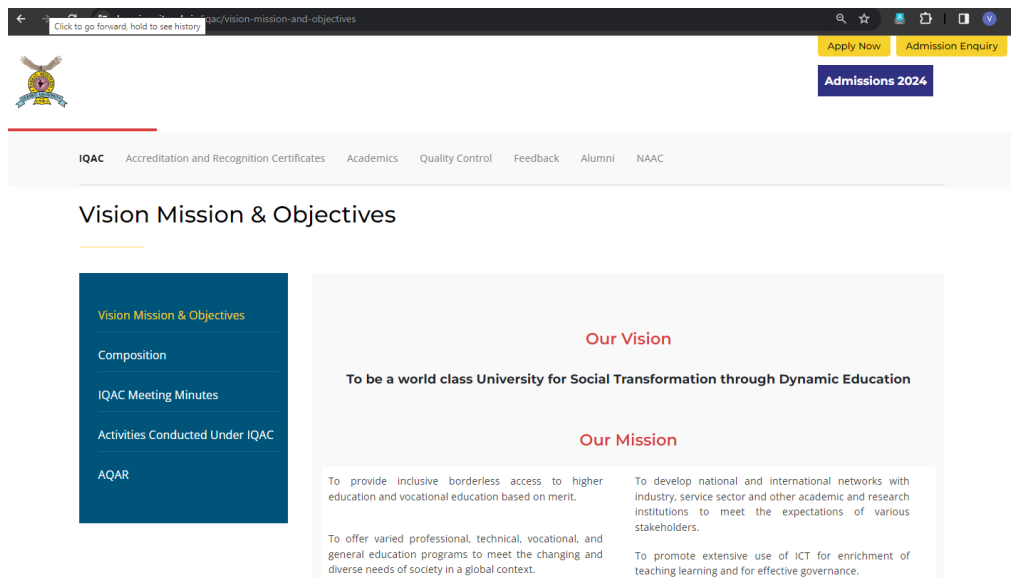 Click to go forward, hold to see history
qac/vision-mission-and-objectives
V
Apply Now
Admission Enquiry
Admissions 2024
IQAC
Accreditation and Recognition Certificates
Academics
Quality Control
Feedback
Alumni
NAAC
Vision Mission & Objectives
Vision Mission & Objectives
Composition
IQAC Meeting Minutes
Activities Conducted Under IQAC
AQAR
Our Vision
To be a world class University for Social Transformation through Dynamic Education
Our Mission
To provide inclusive borderless access to higher
education and vocational education based on merit.
To offer varied professional, technical, vocational, and
general education programs to meet the changing and
diverse needs of society in a global context.
To develop national and international networks with
industry, service sector and other academic and research
institutions to meet the expectations of various
stakeholders.
To promote extensive use of ICT for enrichment of
teaching learning and for effective governance.